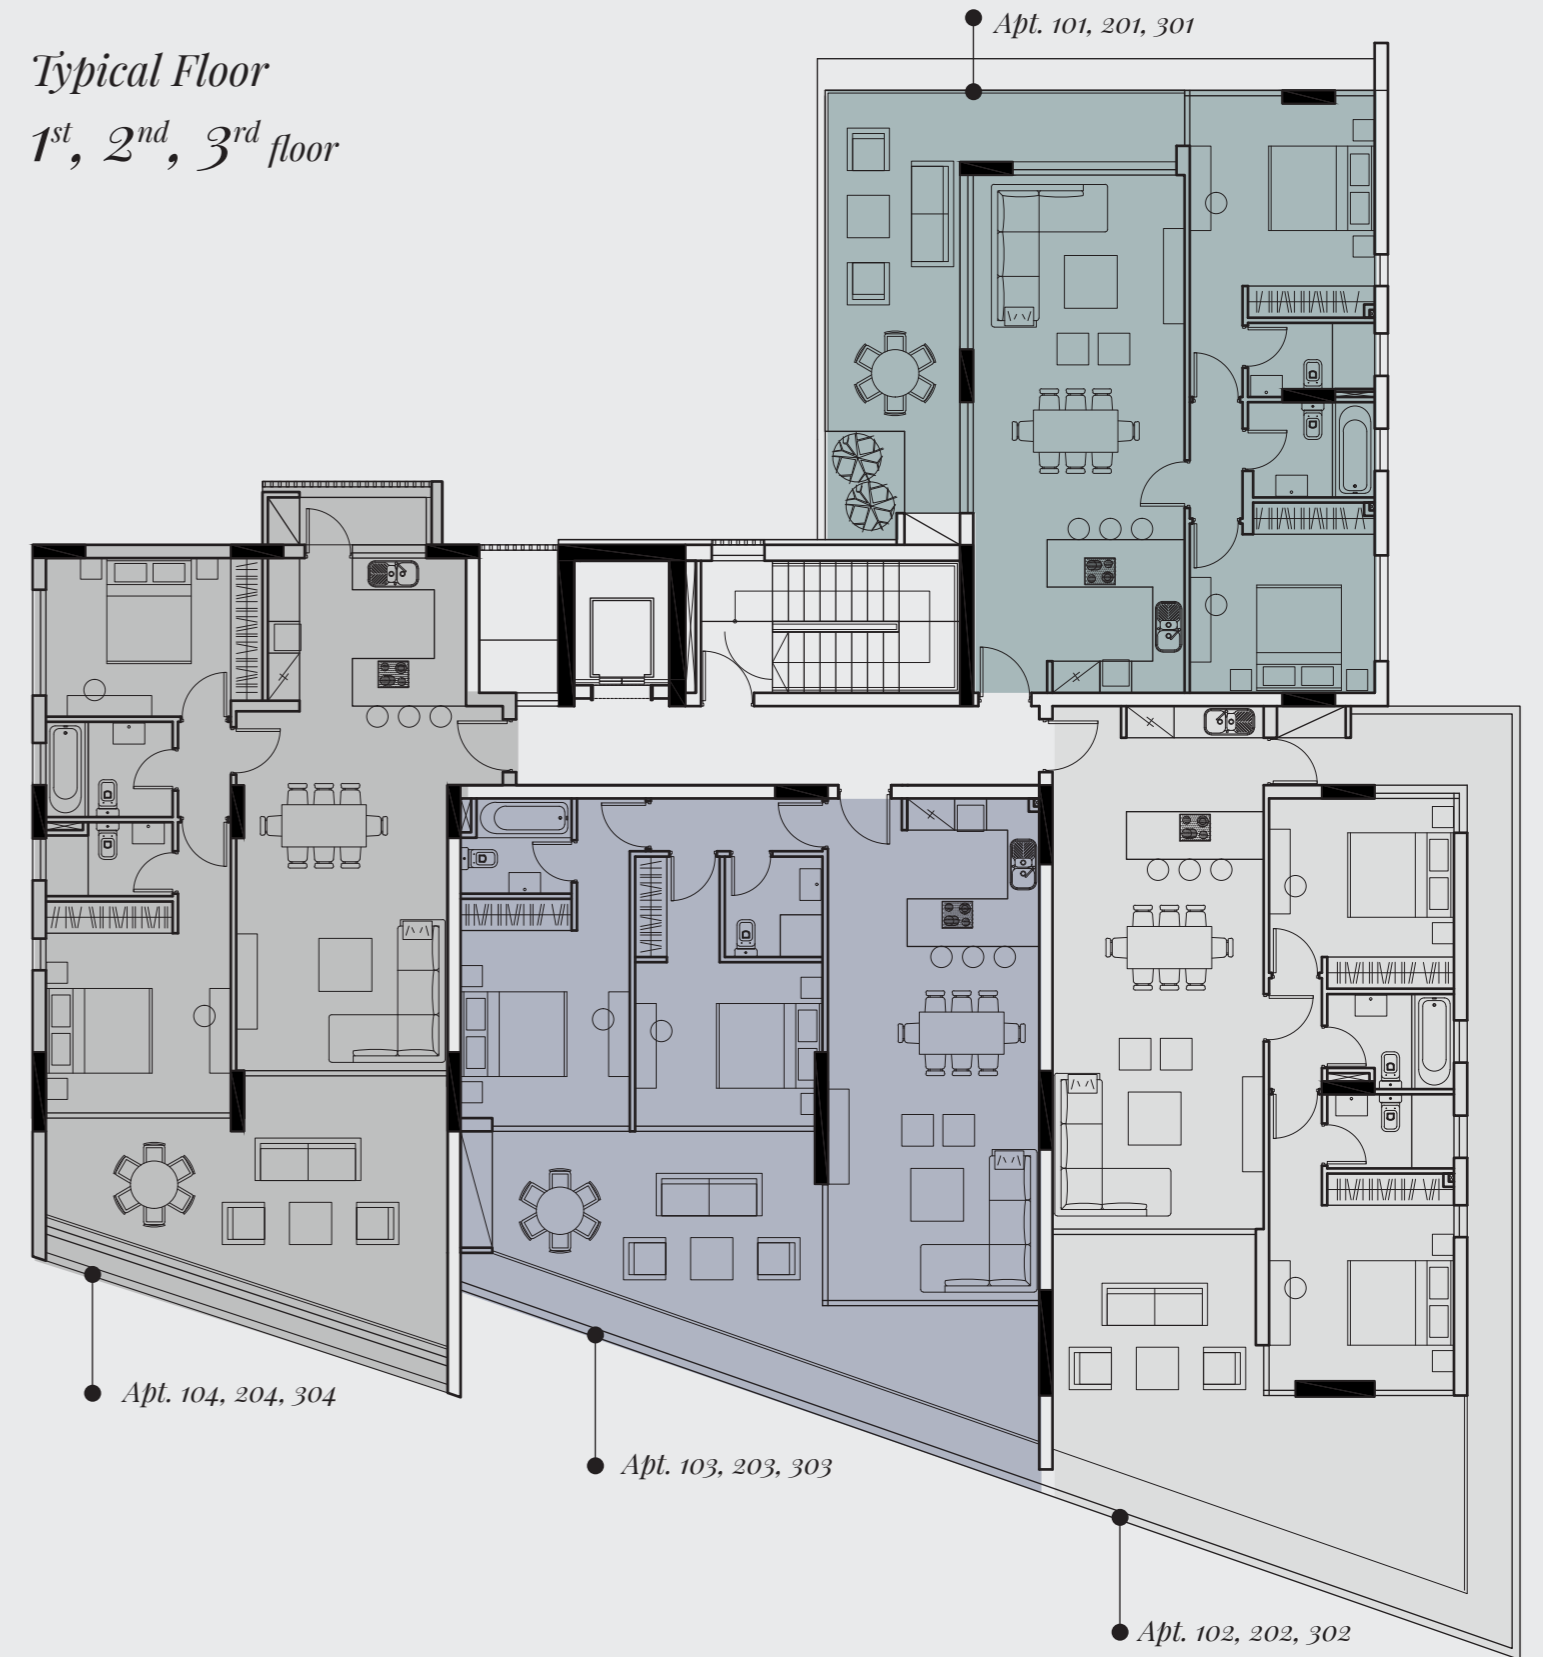 Apt. 101, 201, 301
Typical Floor
1st, 2nd, 3rd floor
Apt. 104, 204, 304
Apt. 103, 203, 303
Apt. 102, 202, 302